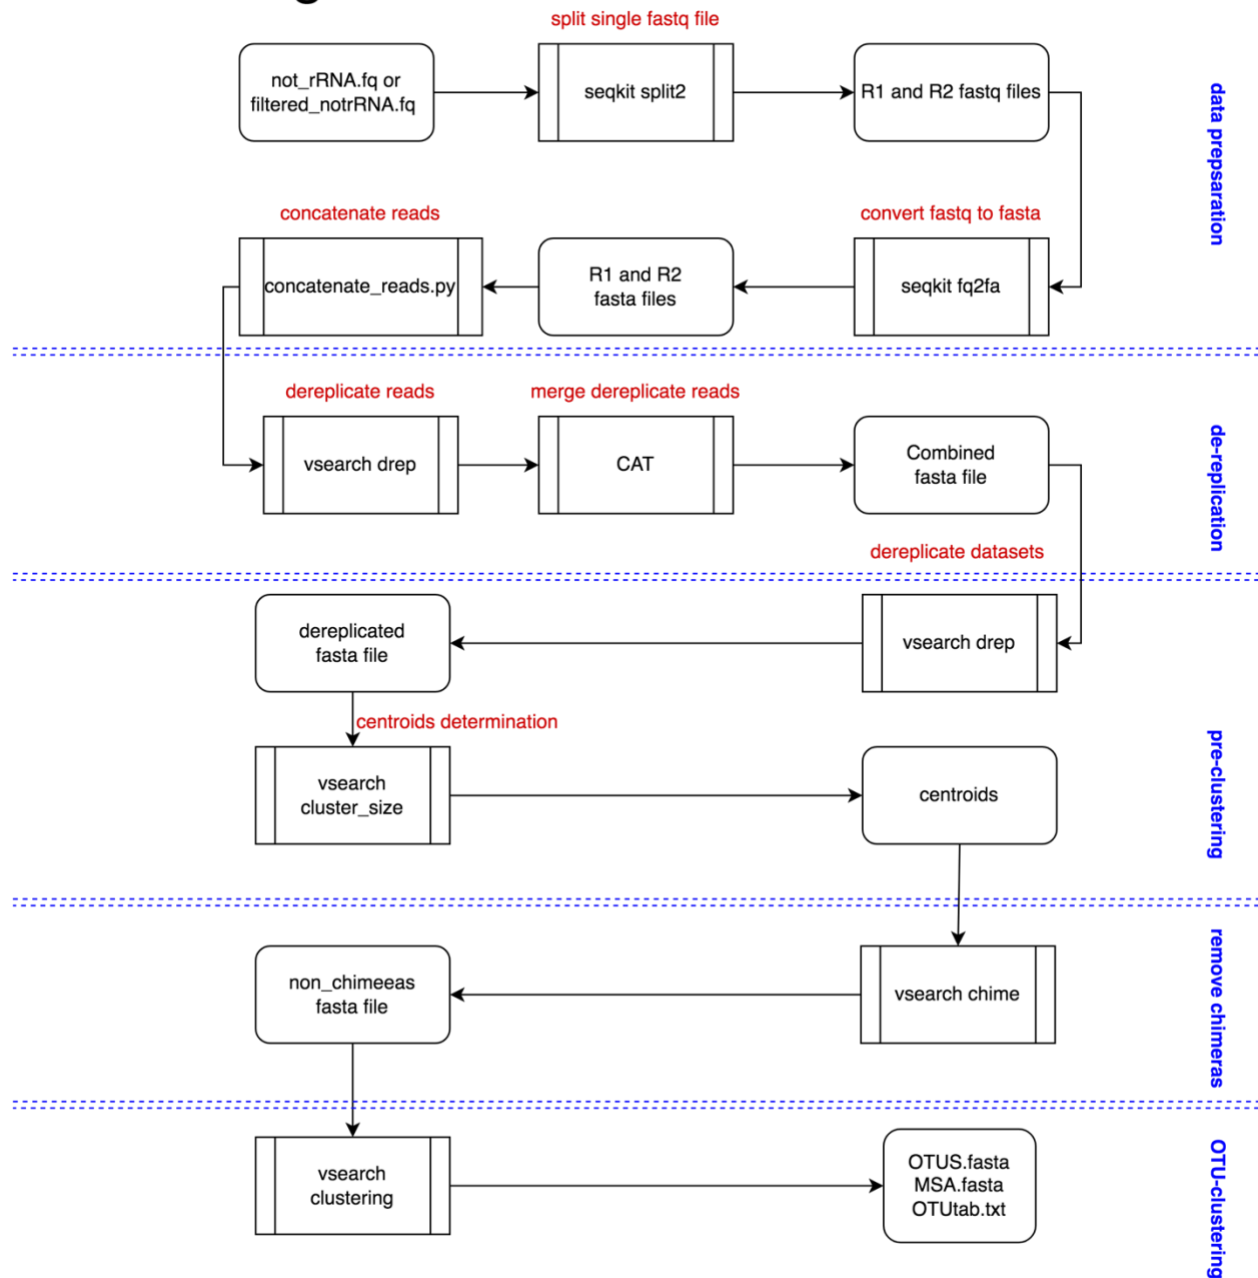 split single fastq file
not_rRNA.fq or
filtered_notrRNA.fq
seqkit split2
R1 and R2 fastq files
data prepsaration
concatenate reads
convert fastq to fasta
concatenate_reads.py
R1 and R2
fasta files
seqkit fq2fa
dereplicate reads
merge dereplicate reads
vsearch drep
CAT
Combined
fasta file
de-replication
dereplicate datasets
dereplicated
fasta file
vsearch drep
centroids determination
vsearch
cluster_size
centroids
pre-clustering
non_chimeeas
fasta file
vsearch chime
remove chimeras
vsearch
clustering
OTUS.fasta
MSA.fasta
OTUtab.txt
OTU-clustering